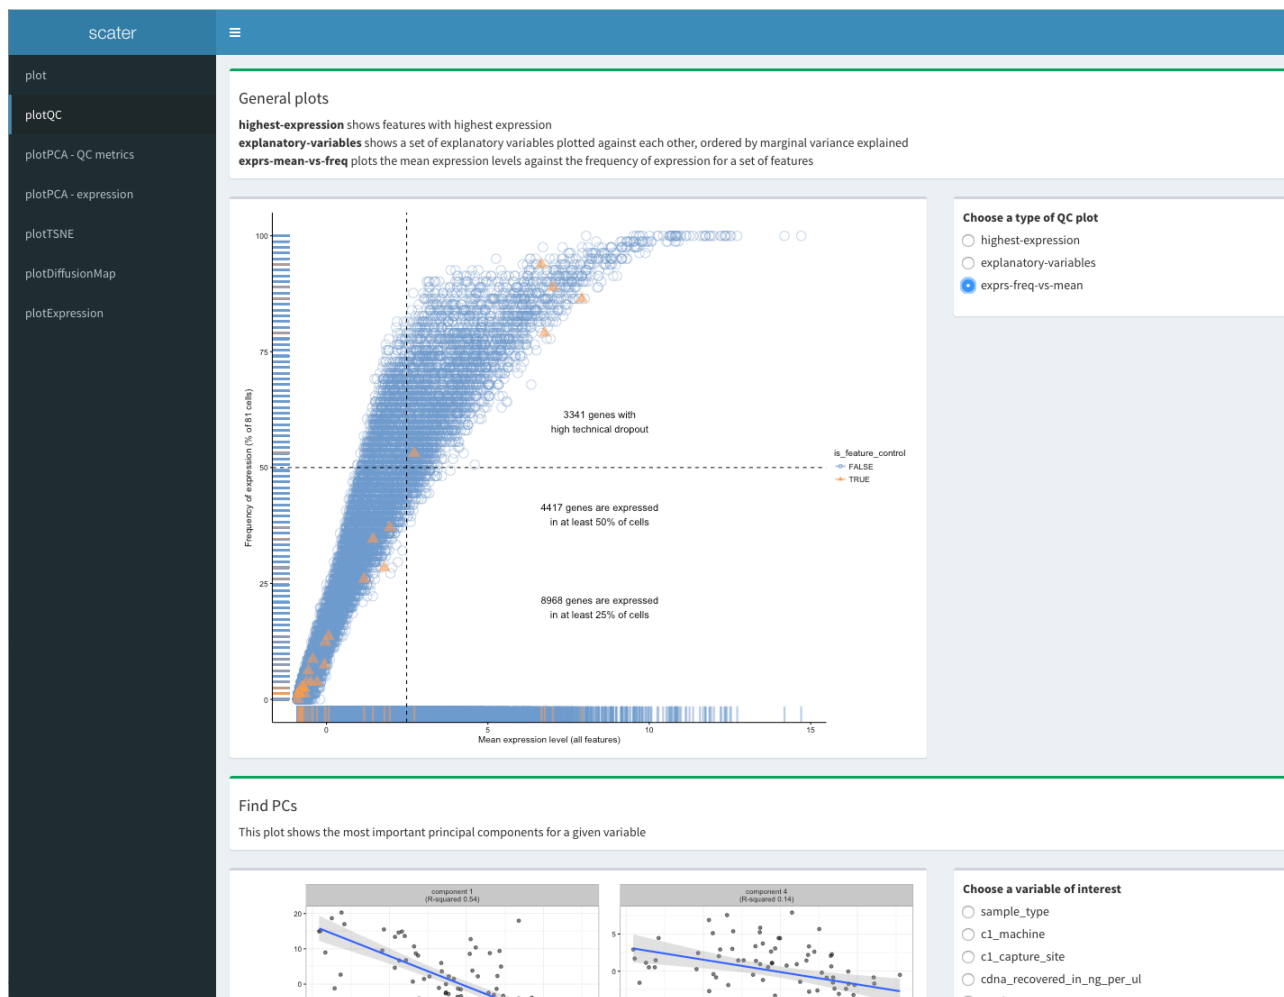 scater
plot
plotQC
plotPCA - QC metrics
plotPCA - expression
plotTSNE
plotDiffusionMap
plotExpression
General plots
highest-expression shows features with highest expression
explanatory-variables shows a set of explanatory variables plotted against each other, ordered by marginal variance explained
exprs-mean-vs-freq plots the mean expression levels against the frequency of expression for a set of features
Frequency of expression (% of 81 cells)
100
75
50
25
0
3341 genes with
high technical dropout
4417 genes are expressed
in at least 50% of cells
8968 genes are expressed
in at least 25% of cells
0 5 10 15
Mean expression level (all features)
is_feature_control
FALSE
TRUE
Choose a type of QC plot
highest-expression
explanatory-variables
exprs-freq-vs-mean
Find PCs
This plot shows the most important principal components for a given variable
component 1
(R-squared 0.54)
20
10
0
component 4
(R-squared 0.14)
5
0
Choose a variable of interest
sample_type
c1_machine
c1_capture_site
cdna_recovered_in_ng_per_ul